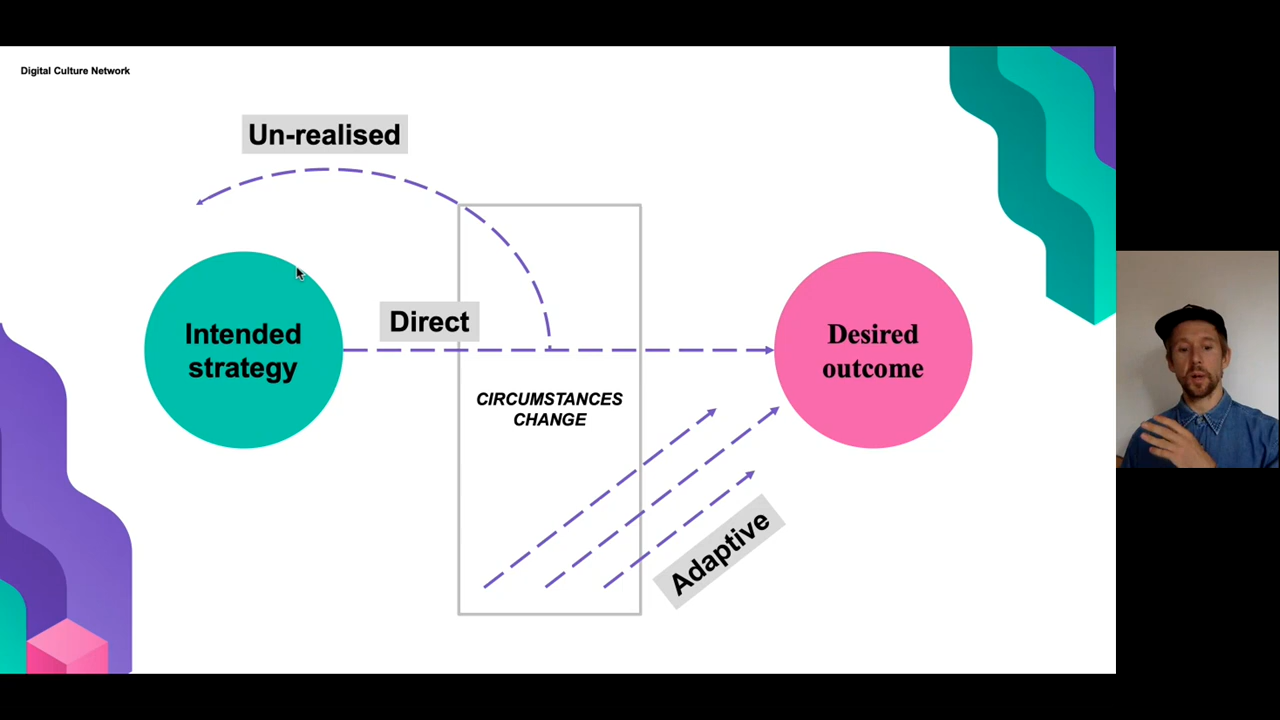 Digital Culture Network
Un-realised
Direct
Intended
strategy
CIRCUMSTANCES
CHANGE
Desired
outcome
Adaptive